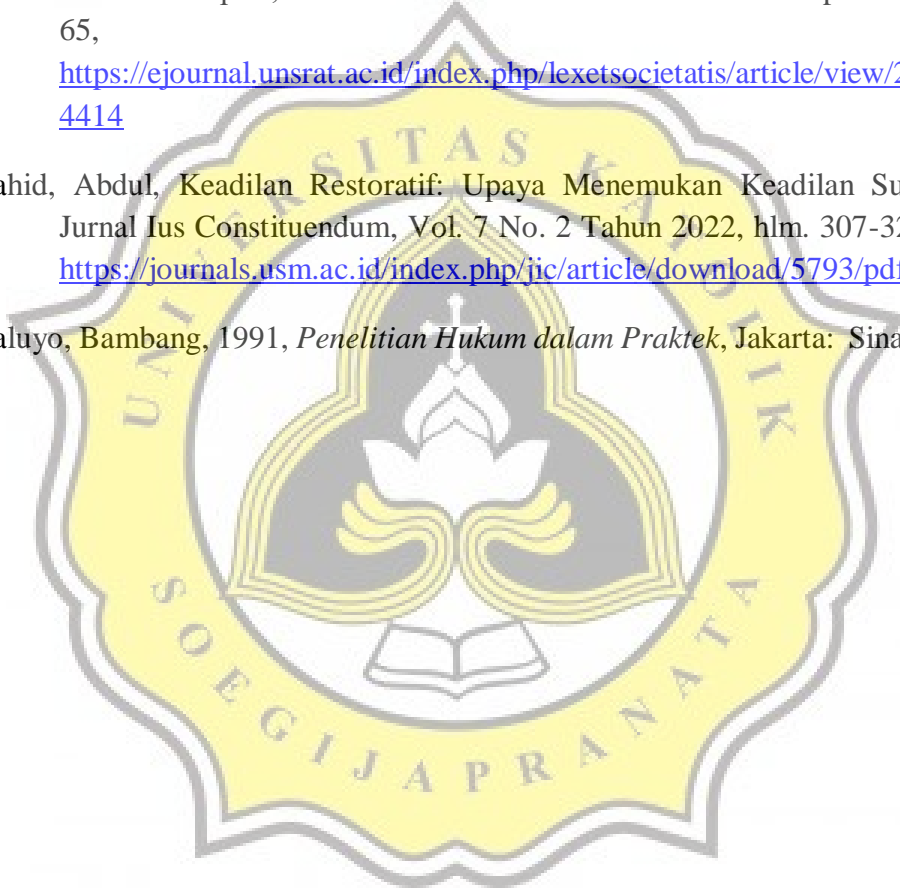 65,
https://ejournal.unsrat.ac.id/index.php/lexetsocietatis/article/view/2
4414
ahid, Abdul, Keadilan Restoratif: Upaya Menemukan Keadilan Su
Jurnal Ius Constituendum, Vol. 7 No. 2 Tahun 2022, hlm. 307-32
https://journals.usm.ac.id/index.php/jic/article/download/5793/pdf
aluyo, Bambang, 1991, Penelitian Hukum dalam Praktek, Jakarta: Sina
UNIVERSITAS KATOLIK
SOEGIJAPRANATA